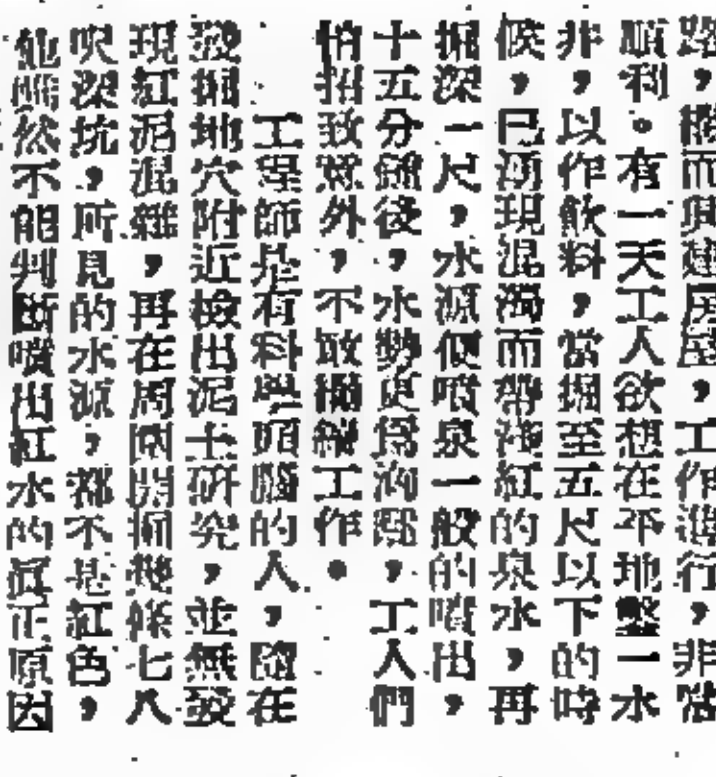 路，機而興建房屋，工作進行，非常
順利。有一天工人欲想在平地鑿一水
井，以作飲料，當掘至五尺以下的時
候，已湧現混濁而帶淺紅的泉水，再
掘深一尺，水源便噴泉一般的噴出，
十五分鐘後，水勢更為洶，工人們
怕招致意外，不敢繼續工作。
工程師是有科學頭腦的人，隨在
發掘地穴附近檢出泥土研究，並無發
現紅泥混雜，再在周圍開掘幾條七八
呎深坑，所見的水源，都不是紅色，
他雖然不能判斷噴出紅水的眞正原因